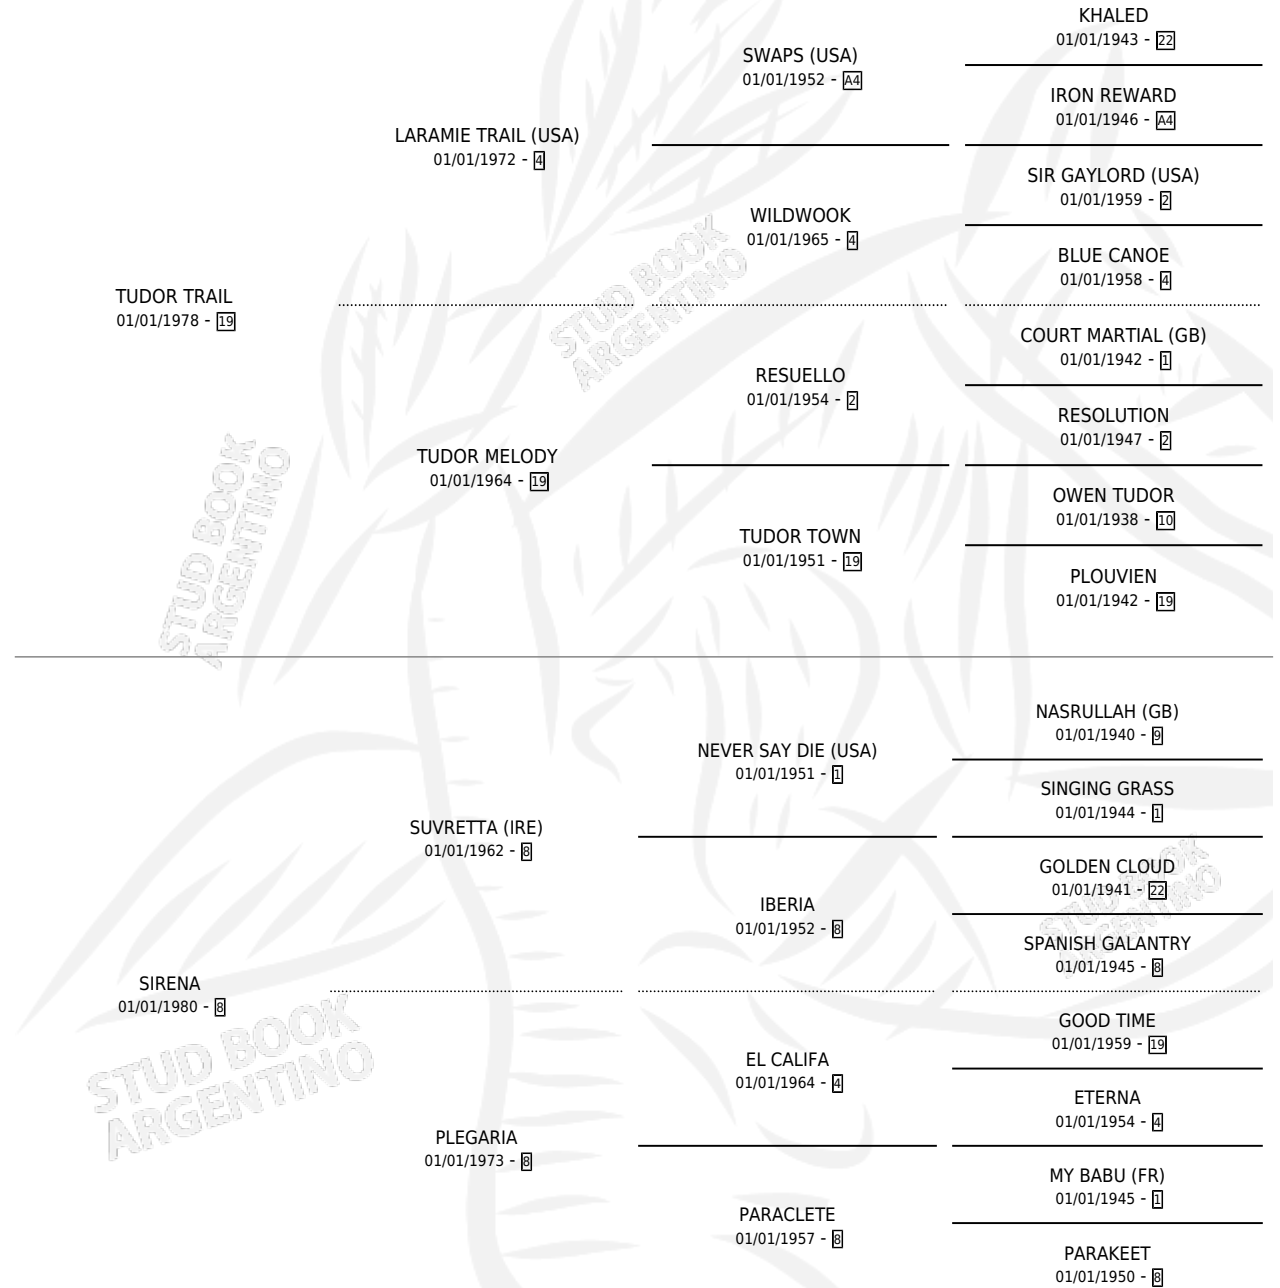 KHALED
01/01/1943 - 22
SWAPS (USA)
01/01/1952 - A4
IRON REWARD
01/01/1946 - A4
LARAMIE TRAIL (USA)
01/01/1972 - 4
SIR GAYLORD (USA)
01/01/1959 - 2
WILDWOOK
01/01/1965 - 4
BLUE CANOE
01/01/1958 - 4
TUDOR TRAIL
01/01/1978 - 19
STUD BOOK
ARGENTINO
COURT MARTIAL (GB)
01/01/1942 - 1
RESUELLO
01/01/1954 - 2
RESOLUTION
01/01/1947 - 2
TUDOR MELODY
01/01/1964 - 19
OWEN TUDOR
01/01/1938 - 10
TUDOR TOWN
01/01/1951 - 19
PLOUVIEN
01/01/1942 - 19
STUD BOOK
ARGENTINO
NASRULLAH (GB)
01/01/1940 - 9
NEVER SAY DIE (USA)
01/01/1951 - 1
SINGING GRASS
01/01/1944 - 1
SUVRETTA (IRE)
01/01/1962 - 8
GOLDEN CLOUD
01/01/1941 - 22
IBERIA
01/01/1952 - 8
SPANISH GALANTRY
01/01/1945 - 8
STUD BOOK
ARGENTINO
SIRENA
01/01/1980 - 8
GOOD TIME
01/01/1959 - 19
EL CALIFA
01/01/1964 - 4
ETERNA
01/01/1954 - 4
STUD BOOK
ARGENTINO
PLEGARIA
01/01/1973 - 8
MY BABU (FR)
01/01/1945 - 1
PARACLETE
01/01/1957 - 8
PARAKEET
01/01/1950 - 8